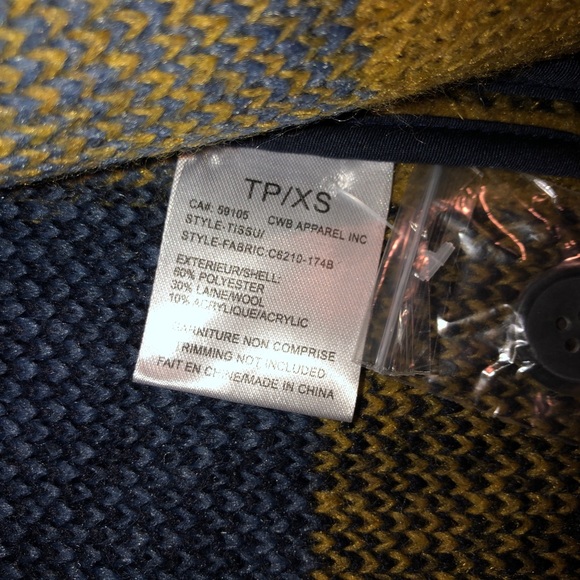 TP/XS
CA#: 59105 CWB APPAREL INC
STYLE-TISSU/
STYLE-FABRIC:C6210-174B
EXTERIEUR/SHELL:
60% POLYESTER
30% LAINE/WOOL
10% ACRYLIQUE/ACRYLIC
GARNITURE NON COMPRISE
TRIMMING NOT INCLUDED
FAIT EN CHINE/MADE IN CHINA